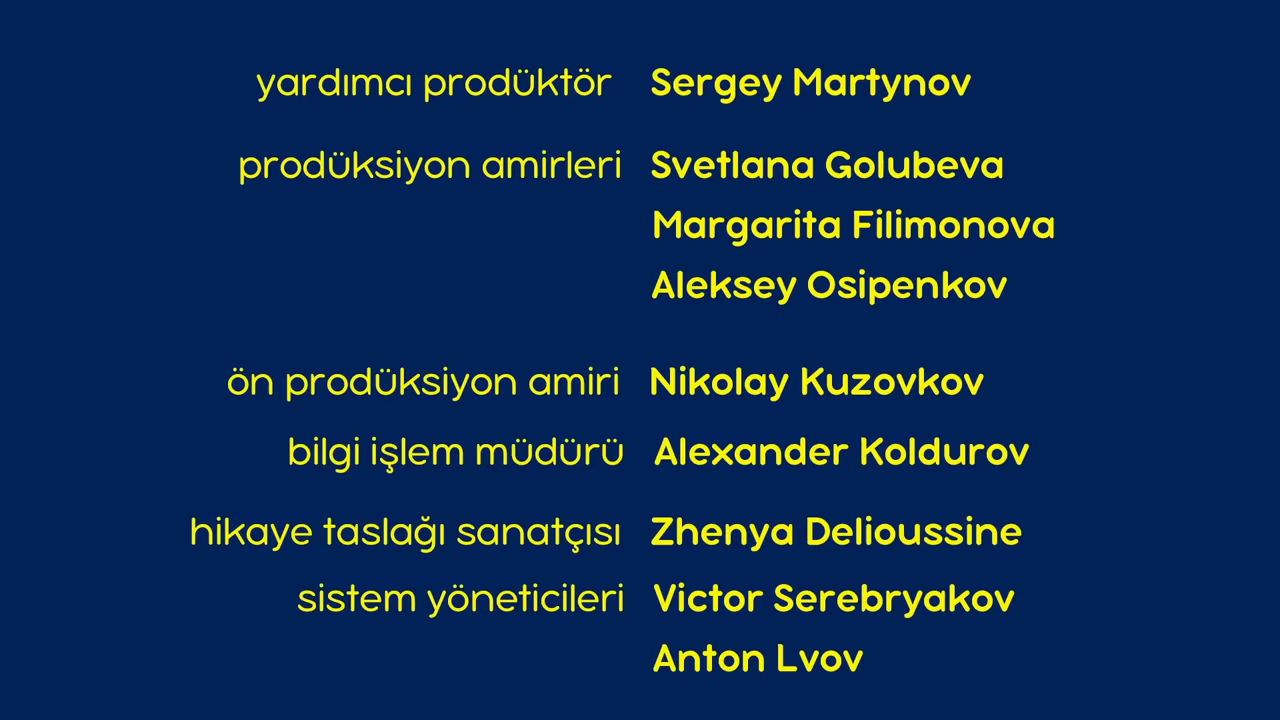 yardımcı prodüktör Sergey Martynov
prodüksiyon amirleri Svetlana Golubeva
Margarita Filimonova
Aleksey Osipenkov
ön prodüksiyon amiri Nikolay Kuzovkov
bilgi işlem müdürü Alexander Koldurov
hikaye taslağı sanatçısı Zhenya Delioussine
sistem yöneticileri Victor Serebryakov
Anton Lvov